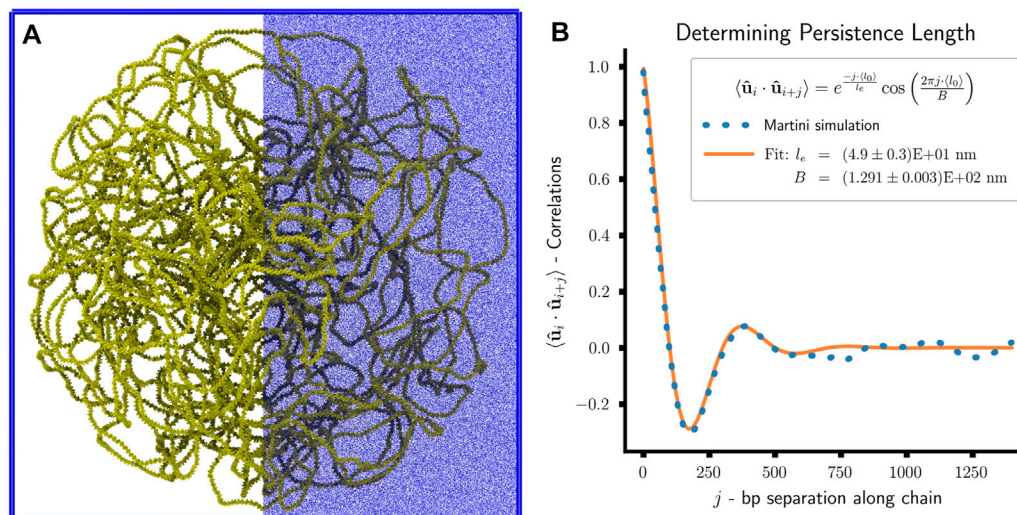 A
B
Determining Persistence Length
⟨û_i · û_{i+j}⟩ = e^{\frac{-j·⟨l_0⟩}{l_e}} cos(\frac{2πj·⟨l_0⟩}{B})
Martini simulation
Fit: l_e = (4.9 ± 0.3)E+01 nm
B = (1.291 ± 0.003)E+02 nm
⟨û_i · û_{i+j}⟩ - Correlations
1.0
0.8
0.6
0.4
0.2
0.0
−0.2
0 250 500 750 1000 1250
j - bp separation along chain